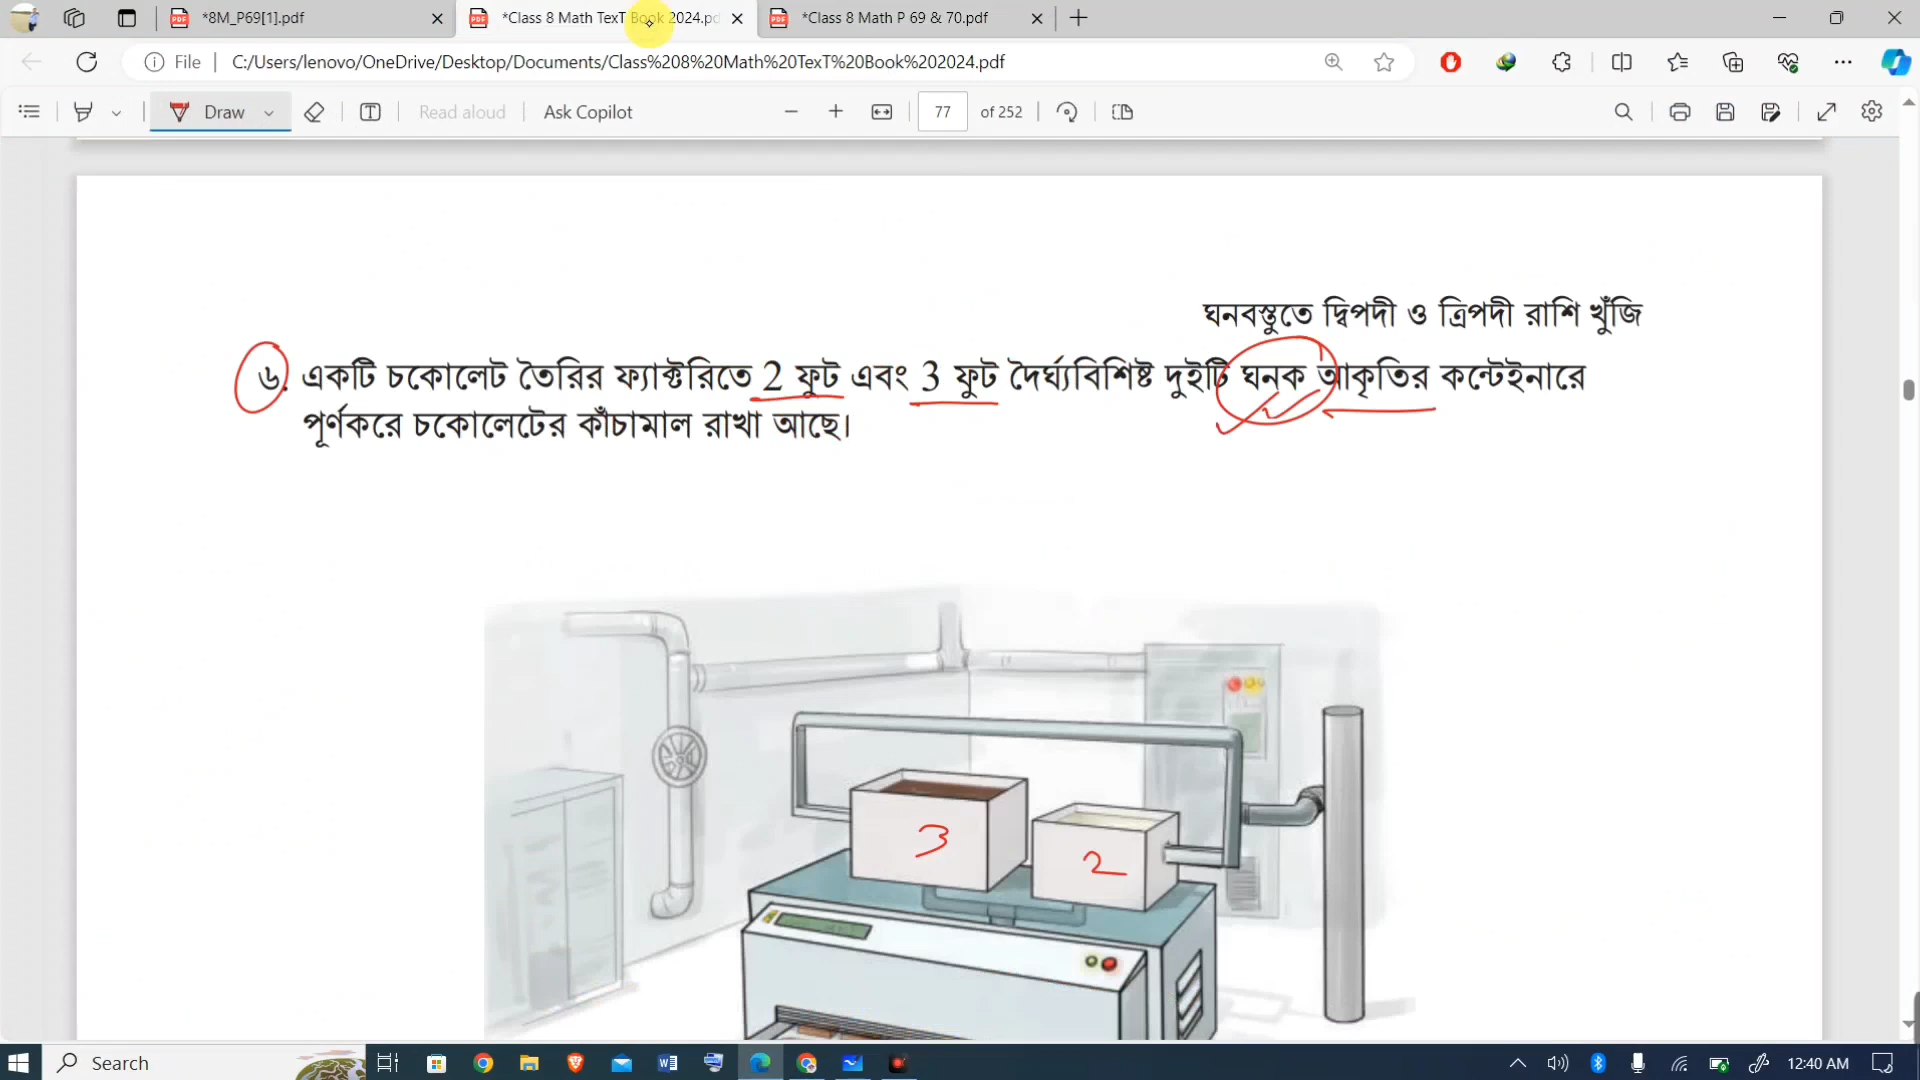 *8M_P69[1].pdf
*Class 8 Math TexT Book 2024.pd
*Class 8 Math P 69 & 70.pdf
File
C:/Users/lenovo/OneDrive/Desktop/Documents/Class%208%20Math%20TexT%20Book%202024.pdf
Draw
Read aloud
Ask Copilot
77
of 252
ঘনবস্তুতে দ্বিপদী ও ত্রিপদী রাশি খুঁজি
৬. একটি চকোলেট তৈরির ফ্যাক্টরিতে 2 ফুট এবং 3 ফুট দৈর্ঘ্যবিশিষ্ট দুইটি ঘনক আকৃতির কন্টেইনারে
পূর্ণকরে চকোলেটের কাঁচামাল রাখা আছে।
3
2
Search
12:40 AM